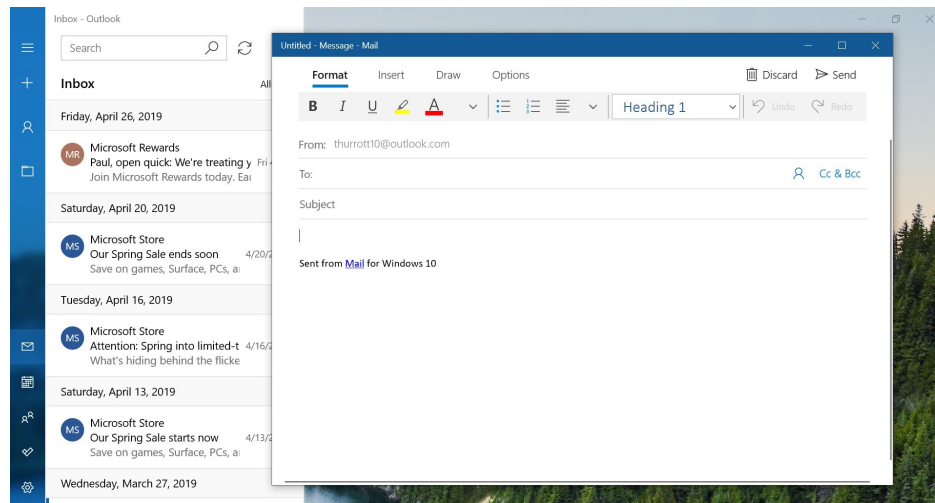 Inbox - Outlook
Search
Inbox
All
Friday, April 26, 2019
MR
Microsoft Rewards
Paul, open quick: We're treating y Fri
Join Microsoft Rewards today. Ear
Saturday, April 20, 2019
MS
Microsoft Store
Our Spring Sale ends soon 4/20/2
Save on games, Surface, PCs, a
Tuesday, April 16, 2019
MS
Microsoft Store
Attention: Spring into limited-t 4/16/2
What's hiding behind the flicke
Saturday, April 13, 2019
MS
Microsoft Store
Our Spring Sale starts now 4/13/2
Save on games, Surface, PCs, a
Wednesday, March 27, 2019
Untitled - Message - Mail
Format Insert Draw Options Discard Send
B I U A Heading 1 Undo Redo
From: thurrott10@outlook.com
To: Cc & Bcc
Subject
Sent from Mail for Windows 10